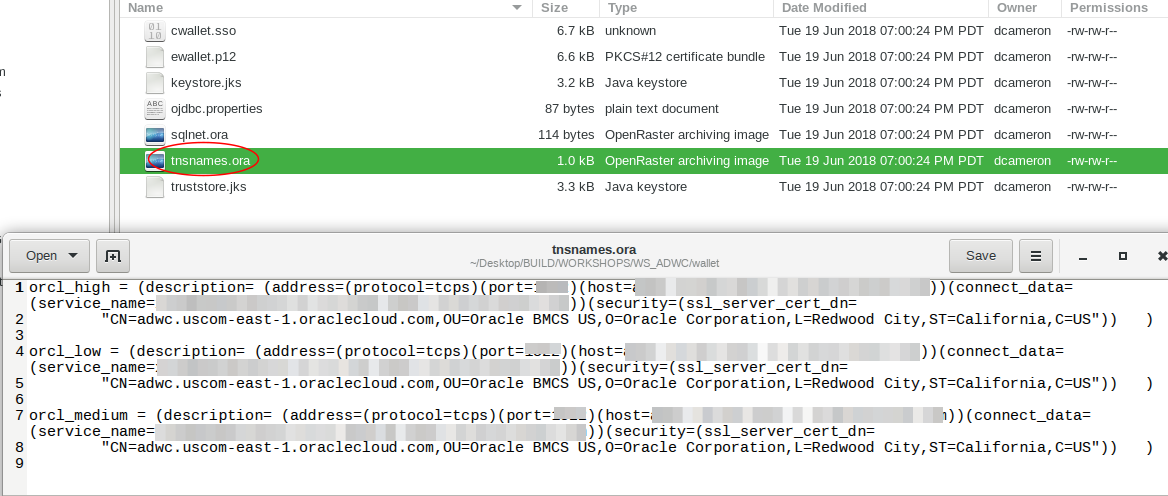 Name Size Type Date Modified Owner Permissions
cwallet.sso 6.7 kB unknown Tue 19 Jun 2018 07:00:24 PM PDT dcameron -rw-rw-r--
ewallet.p12 6.6 kB PKCS#12 certificate bundle Tue 19 Jun 2018 07:00:24 PM PDT dcameron -rw-rw-r--
keystore.jks 3.2 kB Java keystore Tue 19 Jun 2018 07:00:24 PM PDT dcameron -rw-rw-r--
ABC ojdbc.properties 87 bytes plain text document Tue 19 Jun 2018 07:00:24 PM PDT dcameron -rw-rw-r--
sqlnet.ora 114 bytes OpenRaster archiving image Tue 19 Jun 2018 07:00:24 PM PDT dcameron -rw-rw-r--
tnsnames.ora 1.0 kB OpenRaster archiving image Tue 19 Jun 2018 07:00:24 PM PDT dcameron -rw-rw-r--
truststore.jks 3.3 kB Java keystore Tue 19 Jun 2018 07:00:24 PM PDT dcameron -rw-rw-r--
Open tnsnames.ora Save
~/Desktop/BUILD/WORKSHOPS/WS_ADWC/wallet
1 orcl_high = (description= (address=(protocol=tcps)(port= )(host= ))(connect_data=
(service_name= ))(security=(ssl_server_cert_dn=
2 "CN=adwc.uscom-east-1.oraclecloud.com,OU=Oracle BMCS US,O=Oracle Corporation,L=Redwood City,ST=California,C=US")) )
3
4 orcl_low = (description= (address=(protocol=tcps)(port= )(host= ))(connect_data=
(service_name= ))(security=(ssl_server_cert_dn=
5 "CN=adwc.uscom-east-1.oraclecloud.com,OU=Oracle BMCS US,O=Oracle Corporation,L=Redwood City,ST=California,C=US")) )
6
7 orcl_medium = (description= (address=(protocol=tcps)(port= )(host= ))(connect_data=
(service_name= ))(security=(ssl_server_cert_dn=
8 "CN=adwc.uscom-east-1.oraclecloud.com,OU=Oracle BMCS US,O=Oracle Corporation,L=Redwood City,ST=California,C=US")) )
9